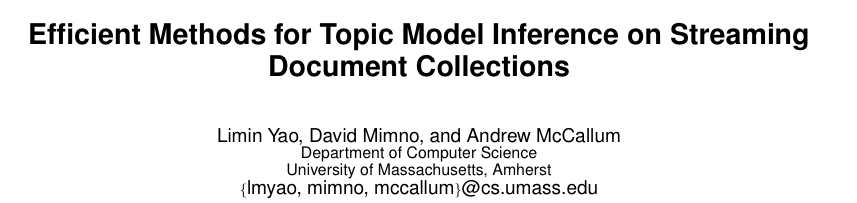 Efficient Methods for Topic Model Inference on Streaming
Document Collections
Limin Yao, David Mimno, and Andrew McCallum
Department of Computer Science
University of Massachusetts, Amherst
{lmyao, mimno, mccallum}@cs.umass.edu